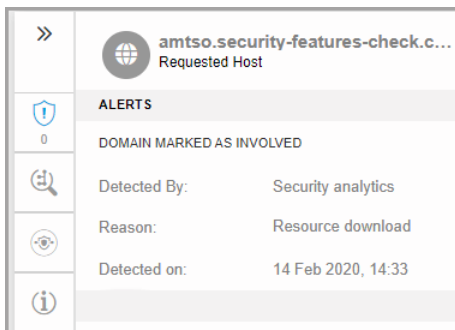 amtso.security-features-check.c...
Requested Host
ALERTS
0
DOMAIN MARKED AS INVOLVED
Detected By: Security analytics
Reason: Resource download
Detected on: 14 Feb 2020, 14:33